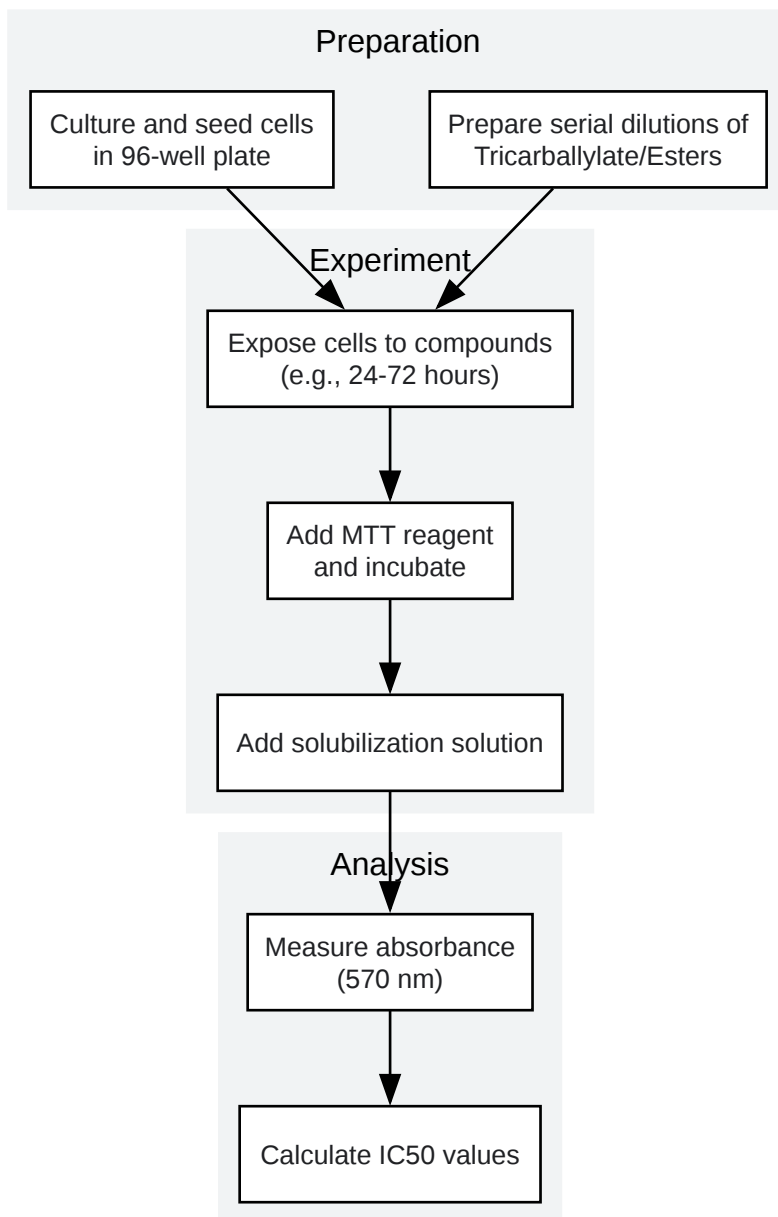 Preparation
Culture and seed cells
in 96-well plate
Prepare serial dilutions of
Tricarballylate/Esters
Experiment
Expose cells to compounds
(e.g., 24-72 hours)
Add MTT reagent
and incubate
Add solubilization solution
Analysis
Measure absorbance
(570 nm)
Calculate IC50 values